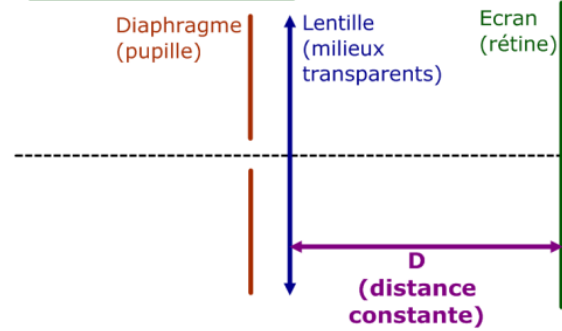 Diaphragme
(pupille)
Lentille
(milieux
transparents)
Ecran
(rétine)
D
(distance
constante)